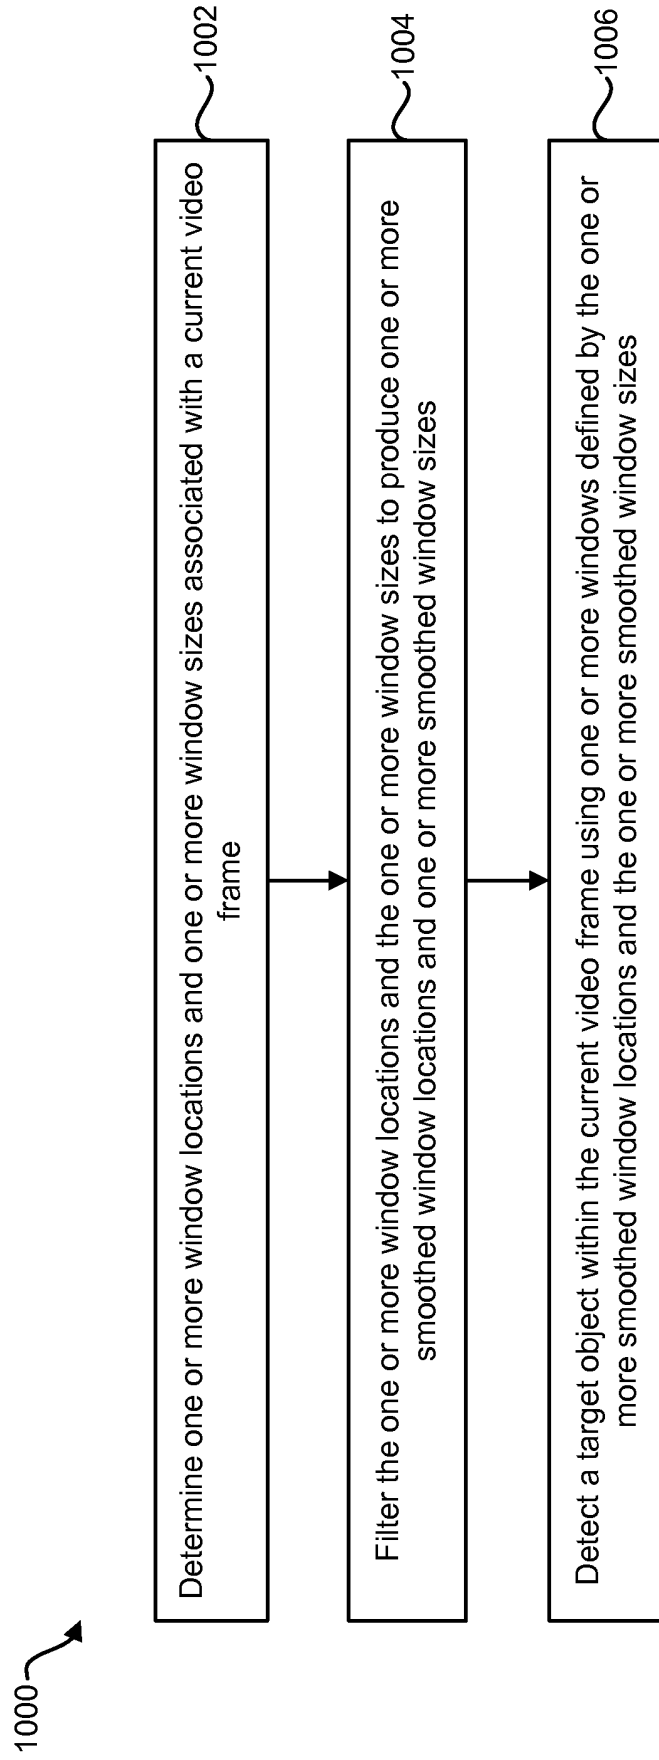 1000
Determine one or more window locations and one or more window sizes associated with a current video
frame
1002
Filter the one or more window locations and the one or more window sizes to produce one or more
smoothed window locations and one or more smoothed window sizes
1004
Detect a target object within the current video frame using one or more windows defined by the one or
more smoothed window locations and the one or more smoothed window sizes
1006